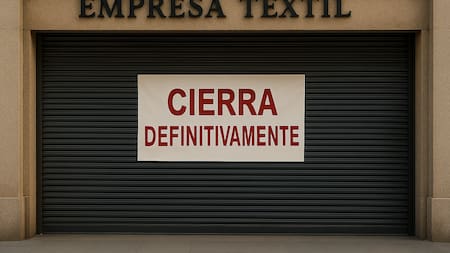 EMPRESA TEXTIL
CIERRA
DEFINITIVAMENTE